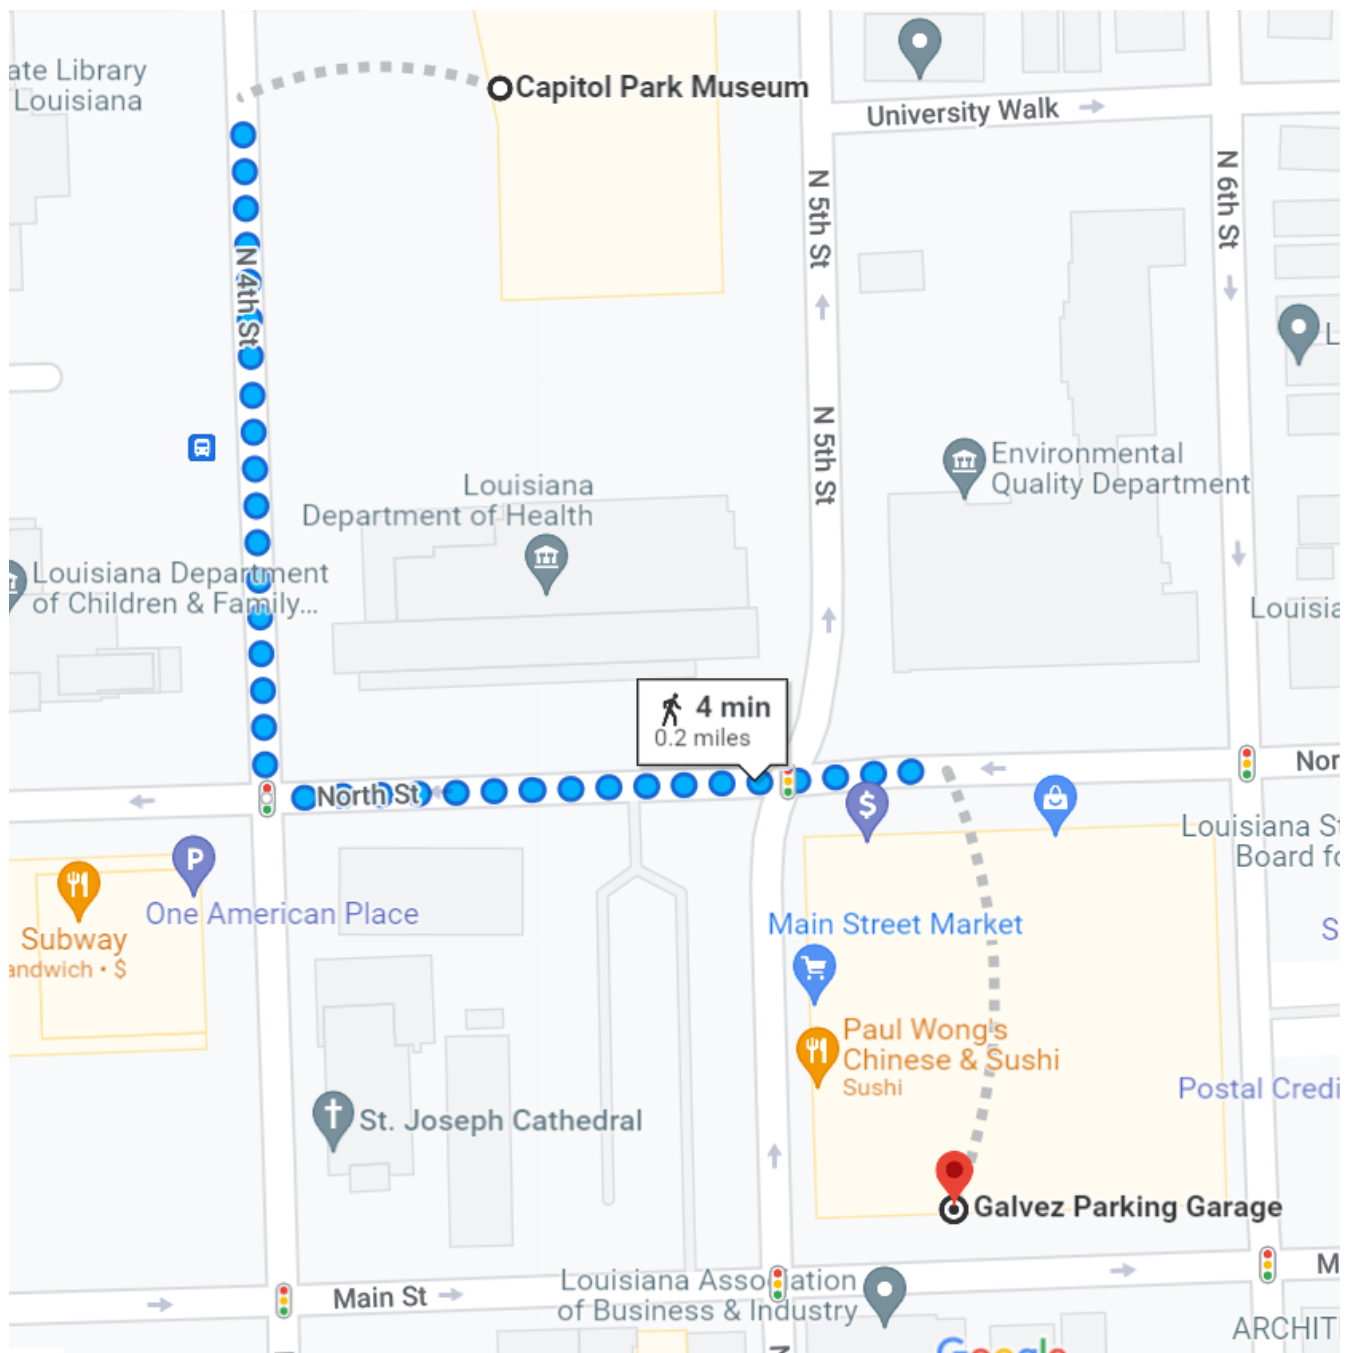 ate Library
Louisiana
Capitol Park Museum
University Walk
N 5th St
N 6th St
N 4th St
L
N 5th St
Environmental
Quality Department
Louisiana
Department of Health
Louisiana Department
of Children & Family...
Louisia
4 min
0.2 miles
North St
Nor
$
Louisiana St
Board fo
P
One American Place
Subway
andwich • $
Main Street Market
S
Paul Wong's
Chinese & Sushi
Sushi
Postal Credi
St. Joseph Cathedral
Galvez Parking Garage
Main St
M
Louisiana Association
of Business & Industry
ARCHIT
Google